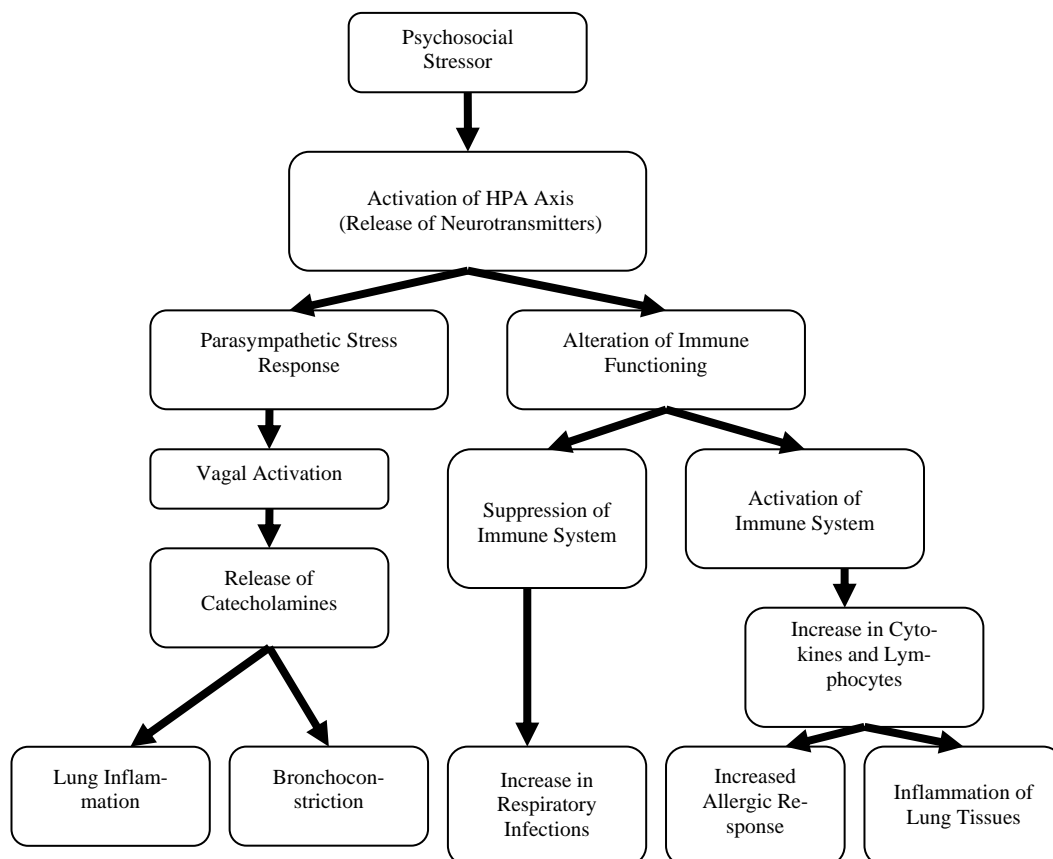 Psychosocial
Stressor
Activation of HPA Axis
(Release of Neurotransmitters)
Parasympathetic Stress
Response
Alteration of Immune
Functioning
Vagal Activation
Suppression of
Immune System
Activation of
Immune System
Release of
Catecholamines
Increase in Cyto-
kines and Lym-
phocytes
Lung Inflam-
mation
Bronchocon-
striction
Increase in
Respiratory
Infections
Increased
Allergic Re-
sponse
Inflammation of
Lung Tissues